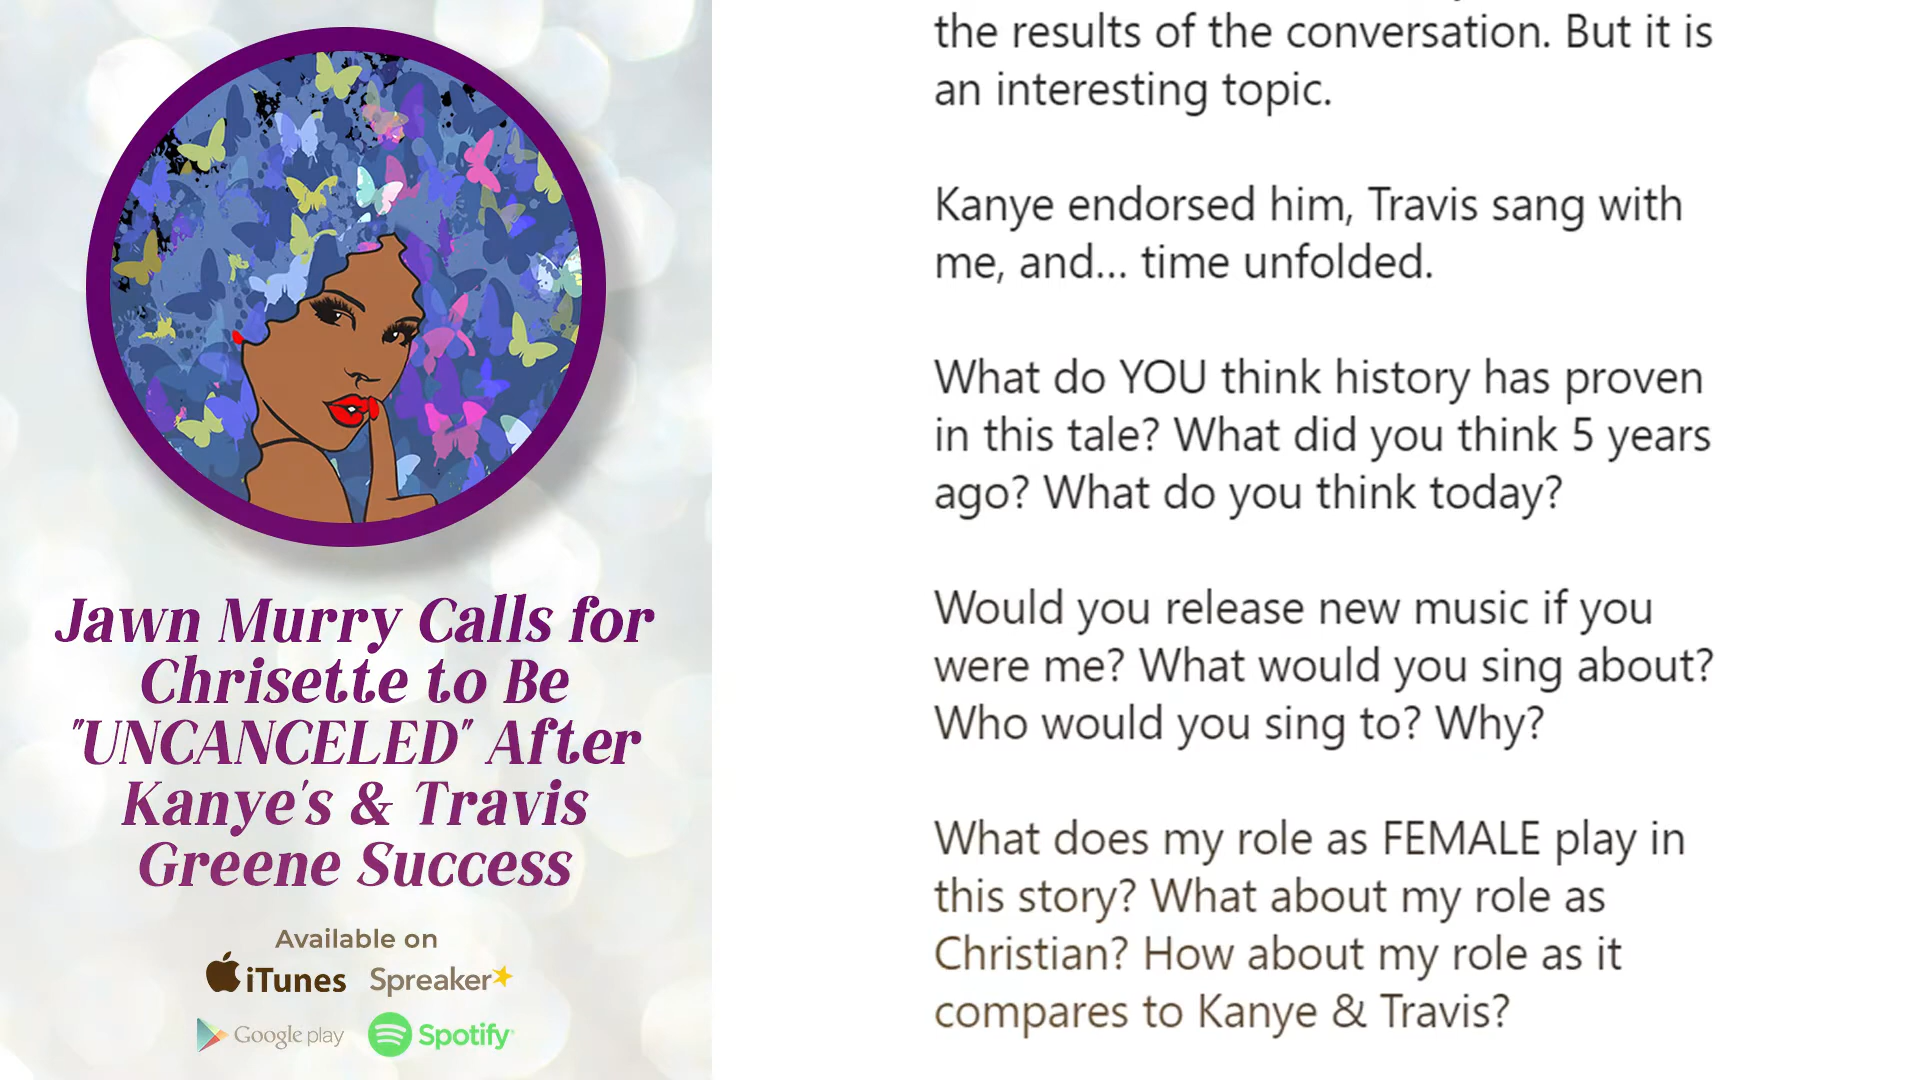 Jawn Murry Calls for
Chrisette to Be
"UNCANCELED" After
Kanye's & Travis
Greene Success
Available on
iTunes
Spreaker
Google play
Spotify
the results of the conversation. But it is
an interesting topic.
Kanye endorsed him, Travis sang with
me, and... time unfolded.
What do YOU think history has proven
in this tale? What did you think 5 years
ago? What do you think today?
Would you release new music if you
were me? What would you sing about?
Who would you sing to? Why?
What does my role as FEMALE play in
this story? What about my role as
Christian? How about my role as it
compares to Kanye & Travis?